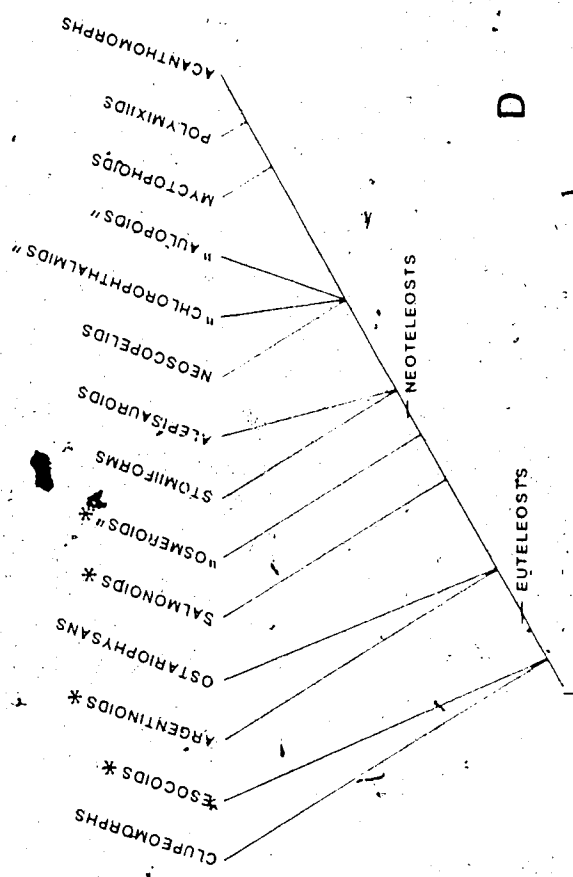 ACANTHOMORPHS
POLYMIXIIDS
MYCTOPHOIDS
"AULOPOIDS"
"CHLOROPHTHALMIDS"
NEOSCOPELIDS
ALEPISAUROIDS
STOMIIFORMS
"OSMEROIDS"*
SALMONOIDS*
OSTARIOPHYSANS
ARGENTINOIDS*
*ESOCOIDS*
CLUPEOMORPHS
NEOTELEOSTS
EUTELEOSTS
D